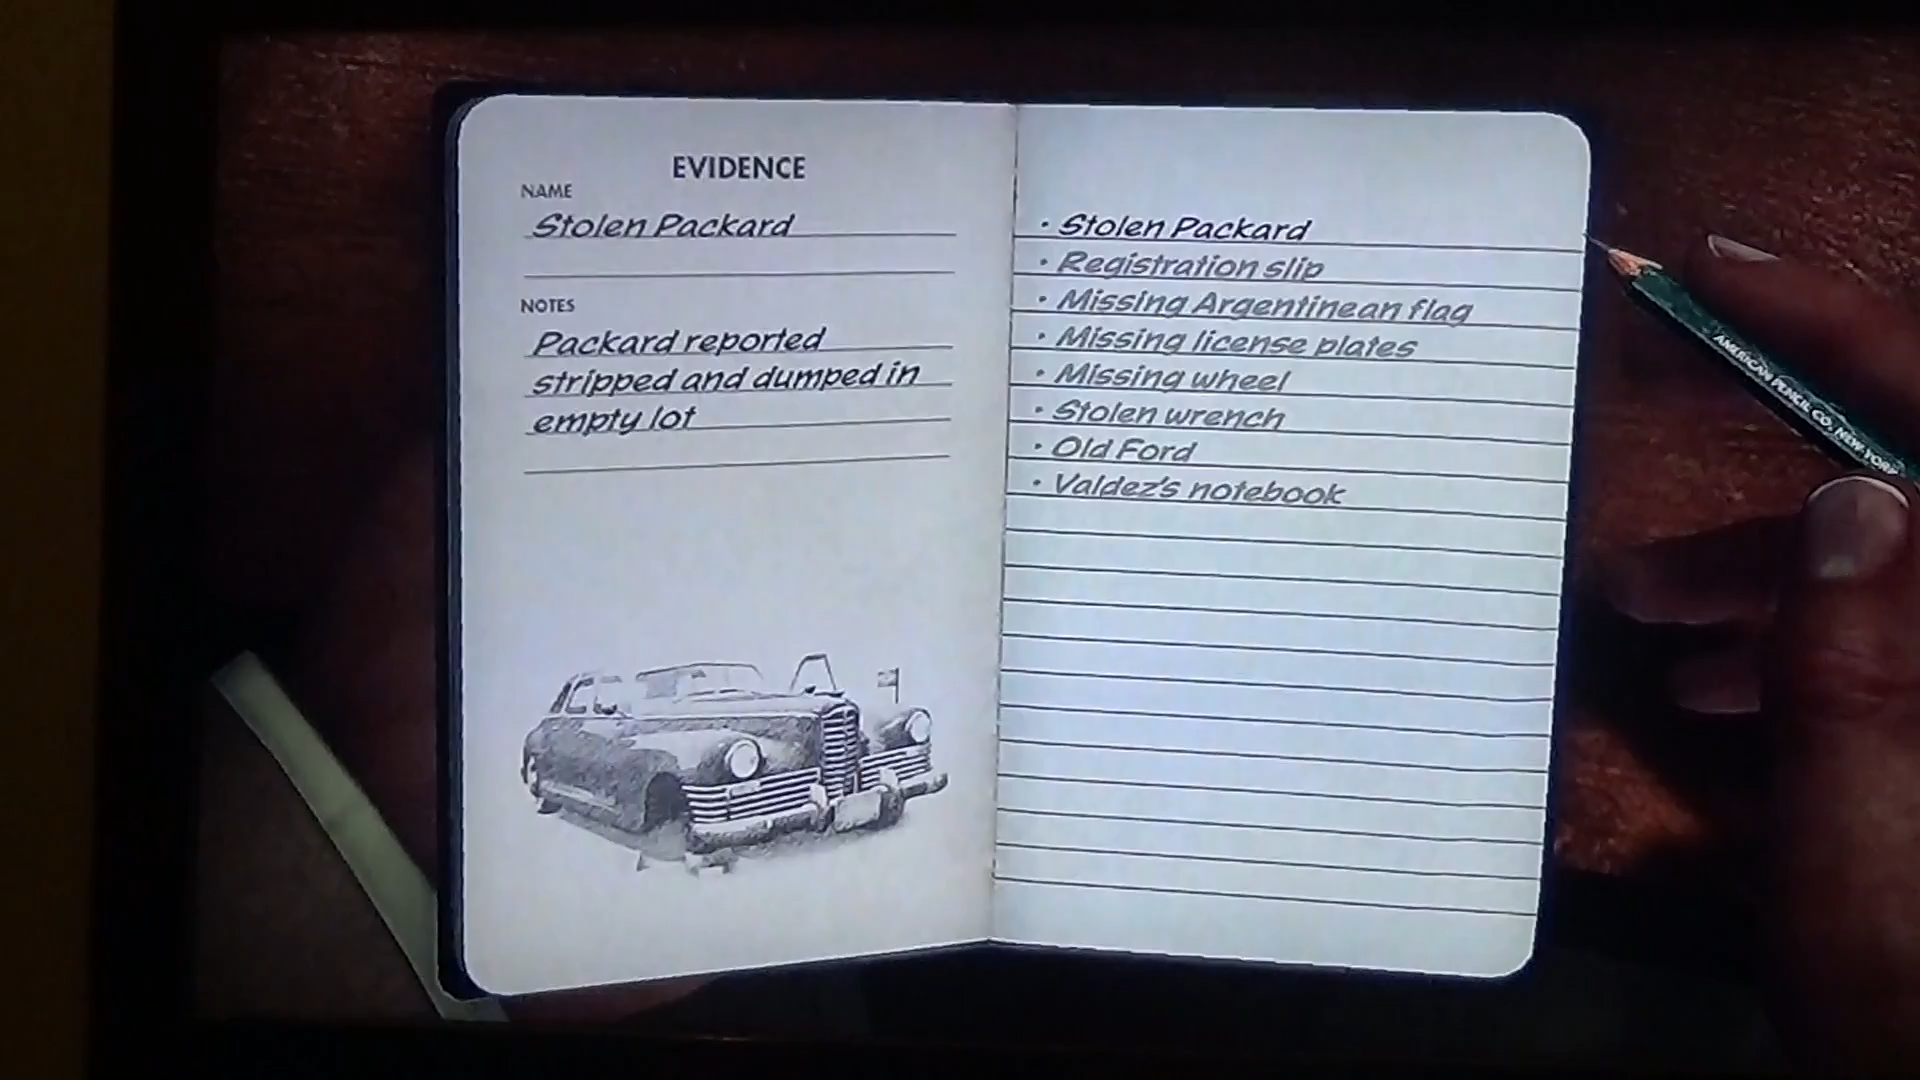 EVIDENCE
NAME
Stolen Packard
NOTES
Packard reported
stripped and dumped in
empty lot
• Stolen Packard
• Registration slip
• Missing Argentinean flag
• Missing license plates
• Missing wheel
• Stolen wrench
• Old Ford
• Valdez's notebook
AMERICAN PENCIL CO. NEW-YORK